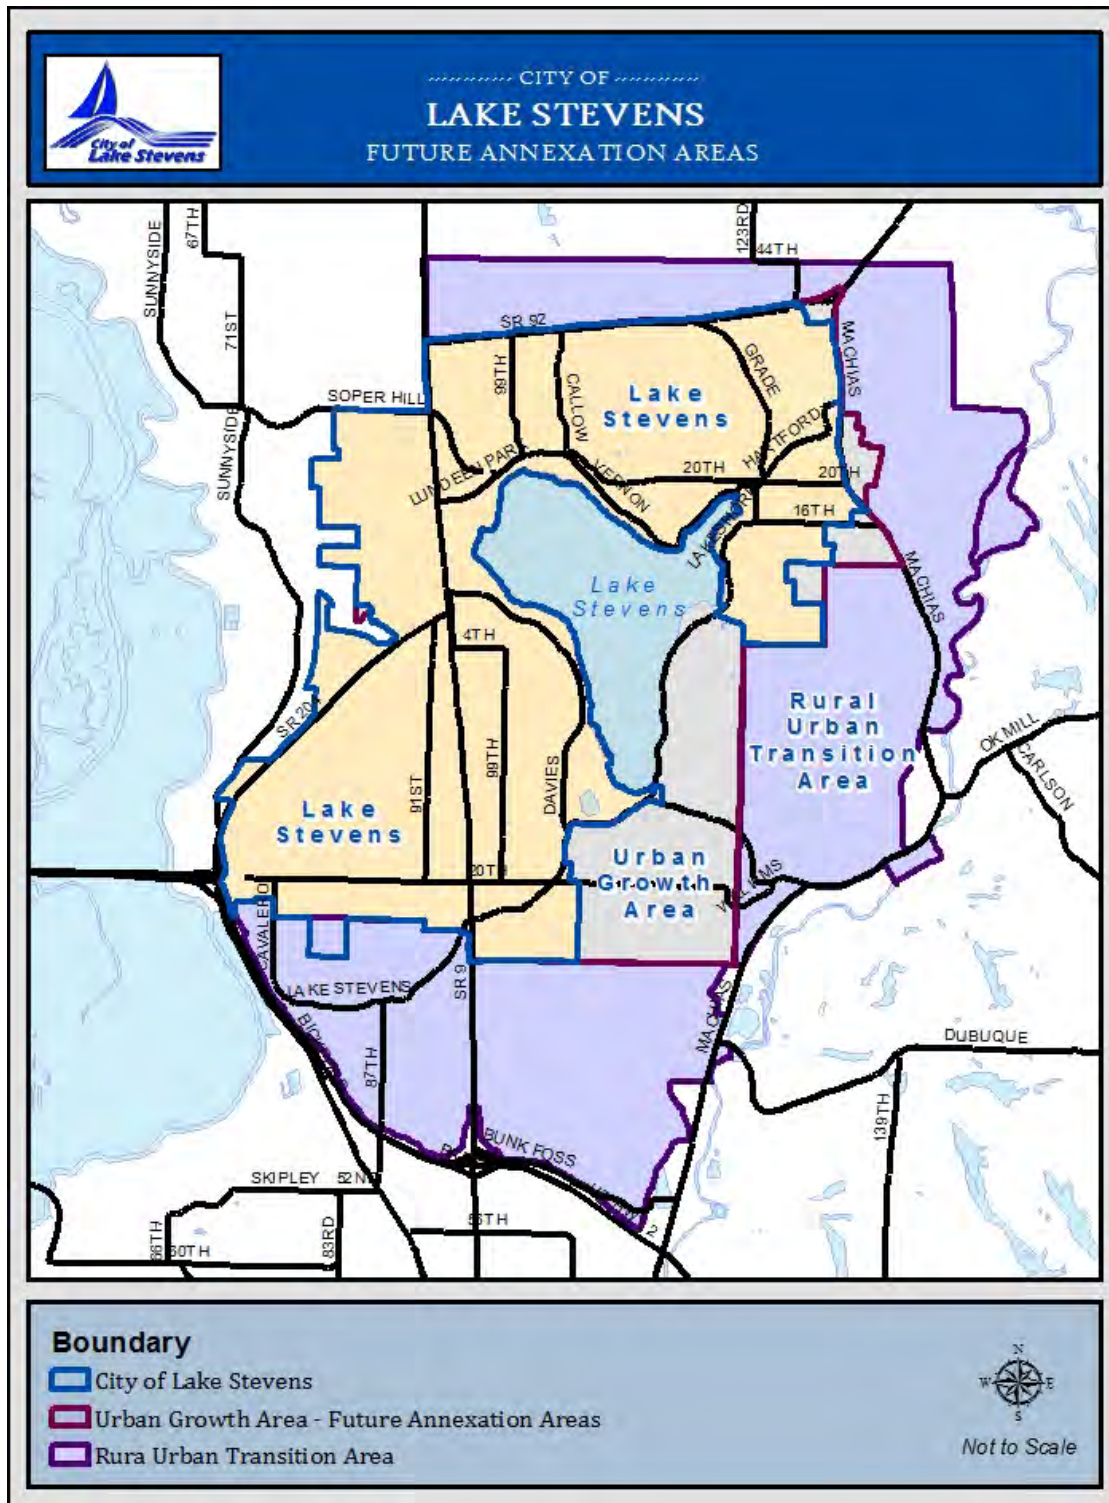 CITY OF
LAKE STEVENS
FUTURE ANNEXATION AREAS
City of
Lake Stevens
SUNNYSIDE
67TH
71ST
123RD
44TH
SR 92
MACHIAS
99TH
CALLOW
GRADE
Lake
Stevens
SOPER HILL
SUNNYSIDE
LUNDEEN PARK
VERNON
HARTFORD
20TH
20TH
16TH
LAKESHORE
MACHIAS
Lake
Stevens
4TH
SR 204
91ST
99TH
DAVIES
Rural
Urban
Transition
Area
OK MILL
CARLSON
Lake
Stevens
20TH
Urban
Growth
Area
CAVALERO
LAKE STEVENS
SR 9
MACHIAS
87TH
DUBUQUE
139TH
BUNK FOSS
SKIPLEY
52ND
56TH
2
66TH
60TH
83RD
Boundary
City of Lake Stevens
Urban Growth Area - Future Annexation Areas
Rura Urban Transition Area
N
W E
S
Not to Scale